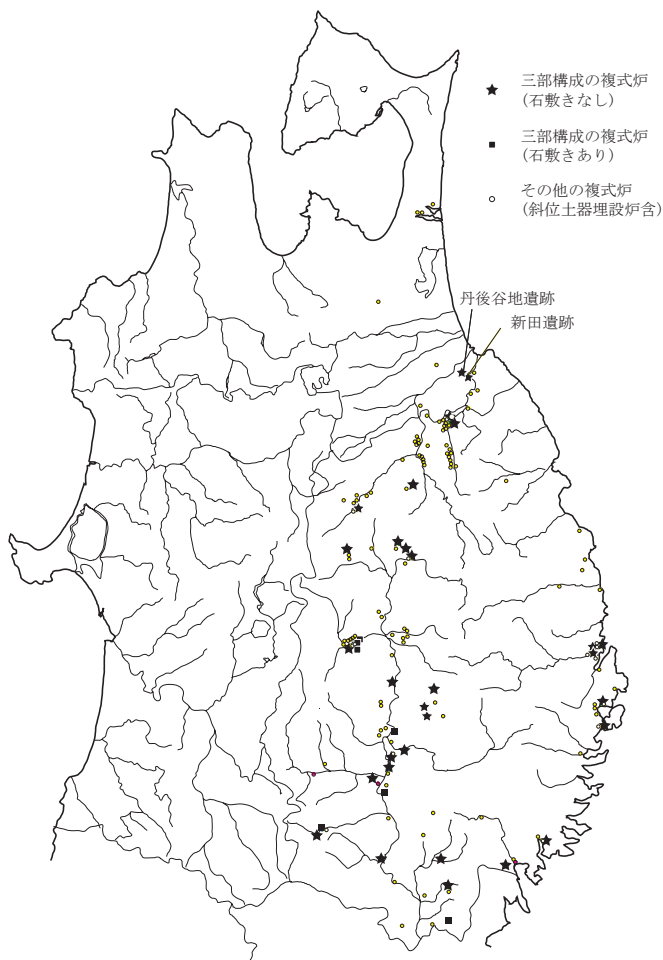 三部構成の複式炉
（石敷きなし）
三部構成の複式炉
（石敷きあり）
その他の複式炉
（斜位土器埋設炉含）
丹後谷地遺跡
新田遺跡